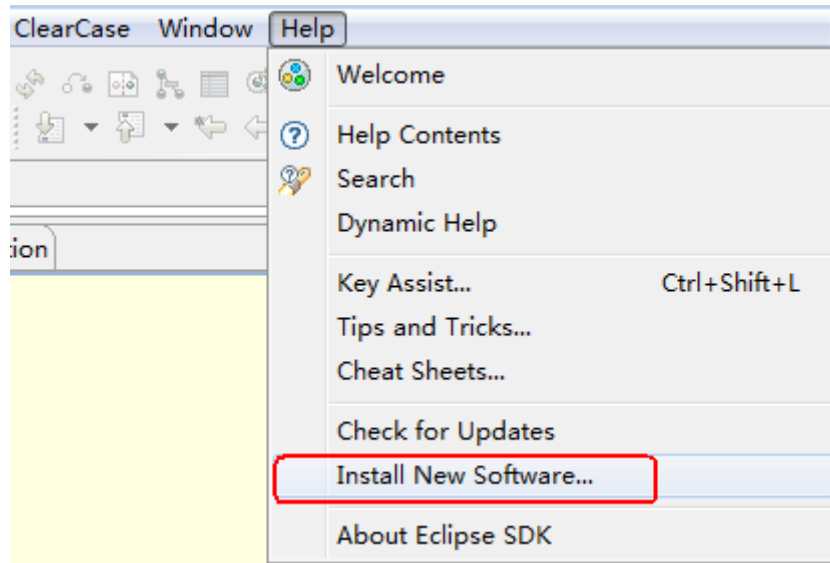 ClearCase Window Help
Welcome
Help Contents
Search
Dynamic Help
tion
Key Assist... Ctrl+Shift+L
Tips and Tricks...
Cheat Sheets...
Check for Updates
Install New Software...
About Eclipse SDK